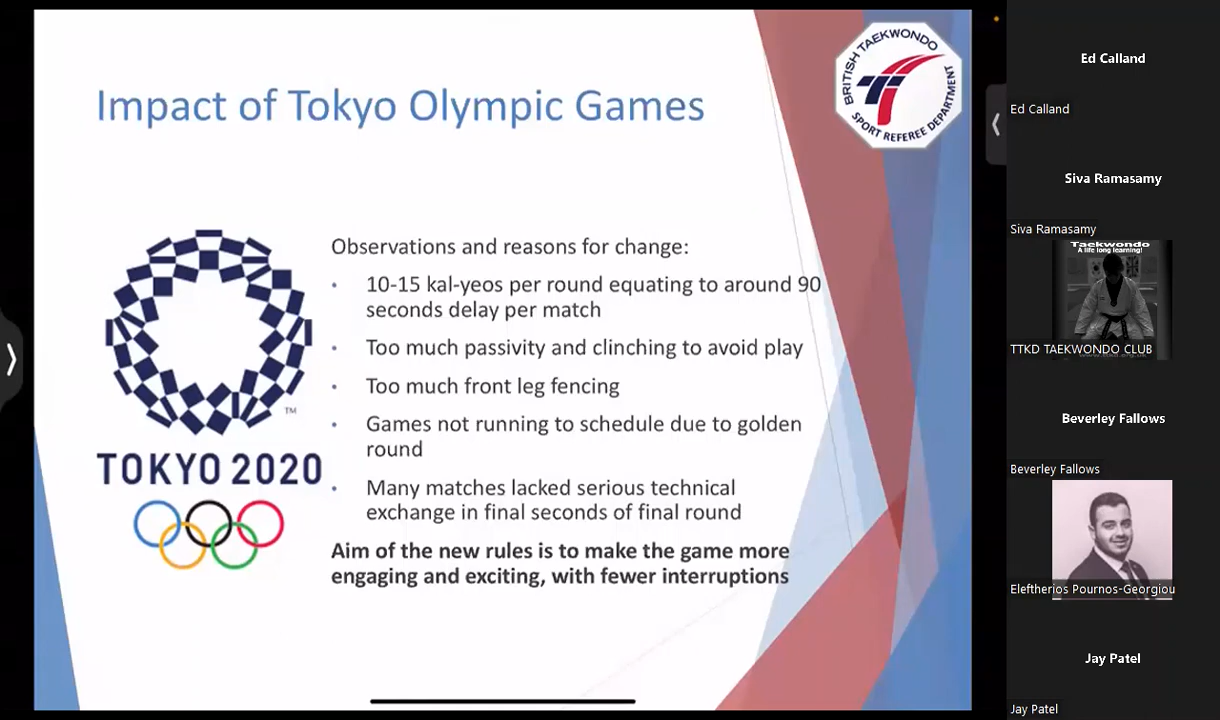 Impact of Tokyo Olympic Games
BRITISH TAEKWONDO
SPORT REFEREE DEPARTMENT
Observations and reasons for change:
• 10-15 kal-yeos per round equating to around 90
seconds delay per match
• Too much passivity and clinching to avoid play
• Too much front leg fencing
• Games not running to schedule due to golden
round
• Many matches lacked serious technical
exchange in final seconds of final round
Aim of the new rules is to make the game more
engaging and exciting, with fewer interruptions
TM
TOKYO 2020
Ed Calland
Ed Calland
Siva Ramasamy
Siva Ramasamy
Taekwondo
A life long learning!
TTKD TAEKWONDO CLUB
Beverley Fallows
Beverley Fallows
Eleftherios Pournos-Georgiou
Jay Patel
Jay Patel